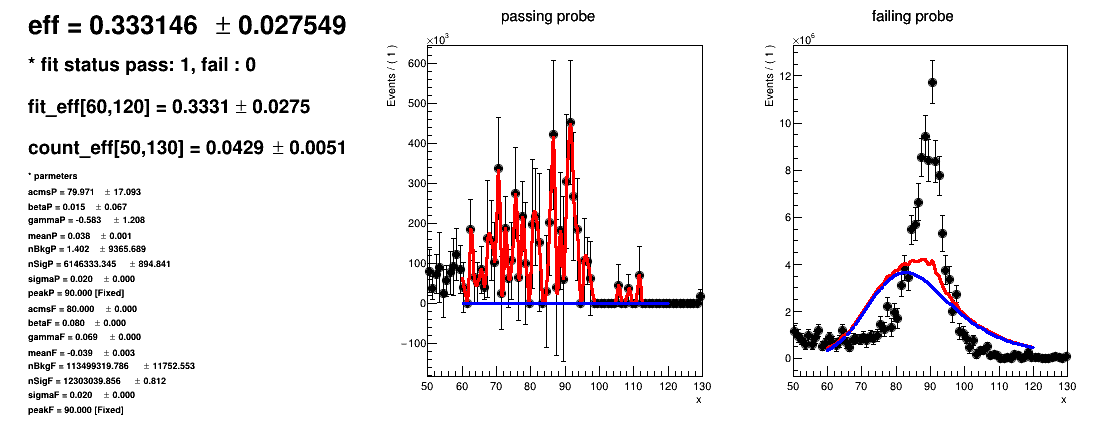 eff = 0.333146 ± 0.027549
* fit status pass: 1, fail : 0
fit_eff[60,120] = 0.3331 ± 0.0275
count_eff[50,130] = 0.0429 ± 0.0051
* parmeters
acmsP = 79.971 ± 17.093
betaP = 0.015 ± 0.067
gammaP = -0.583 ± 1.208
meanP = 0.038 ± 0.001
nBkgP = 1.402 ± 9365.689
nSigP = 6146333.345 ± 894.841
sigmaP = 0.020 ± 0.000
peakP = 90.000 [Fixed]
acmsF = 80.000 ± 0.000
betaF = 0.080 ± 0.000
gammaF = 0.069 ± 0.000
meanF = -0.039 ± 0.003
nBkgF = 113499319.786 ± 11752.553
nSigF = 12303039.856 ± 0.812
sigmaF = 0.020 ± 0.000
peakF = 90.000 [Fixed]
passing probe
×10³
Events / ( 1 )
600
500
400
300
200
100
0
−100
50 60 70 80 90 100 110 120 130
x
failing probe
×10⁶
Events / ( 1 )
12
10
8
6
4
2
0
50 60 70 80 90 100 110 120 130
x